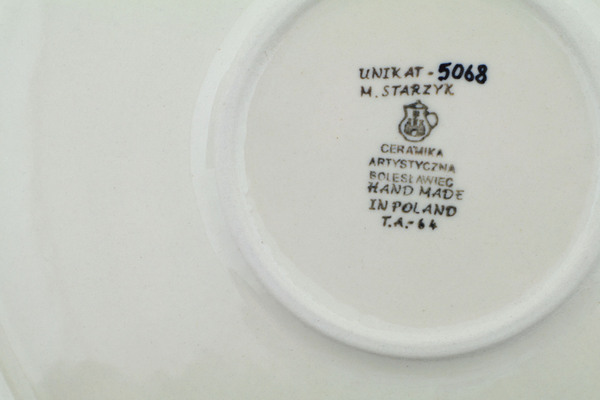 UNIKAT - 5068
M. STARZYK
CERAMIKA
ARTYSTYCZNA
BOLESŁAWIEC
HAND MADE
IN POLAND
T.A.-64